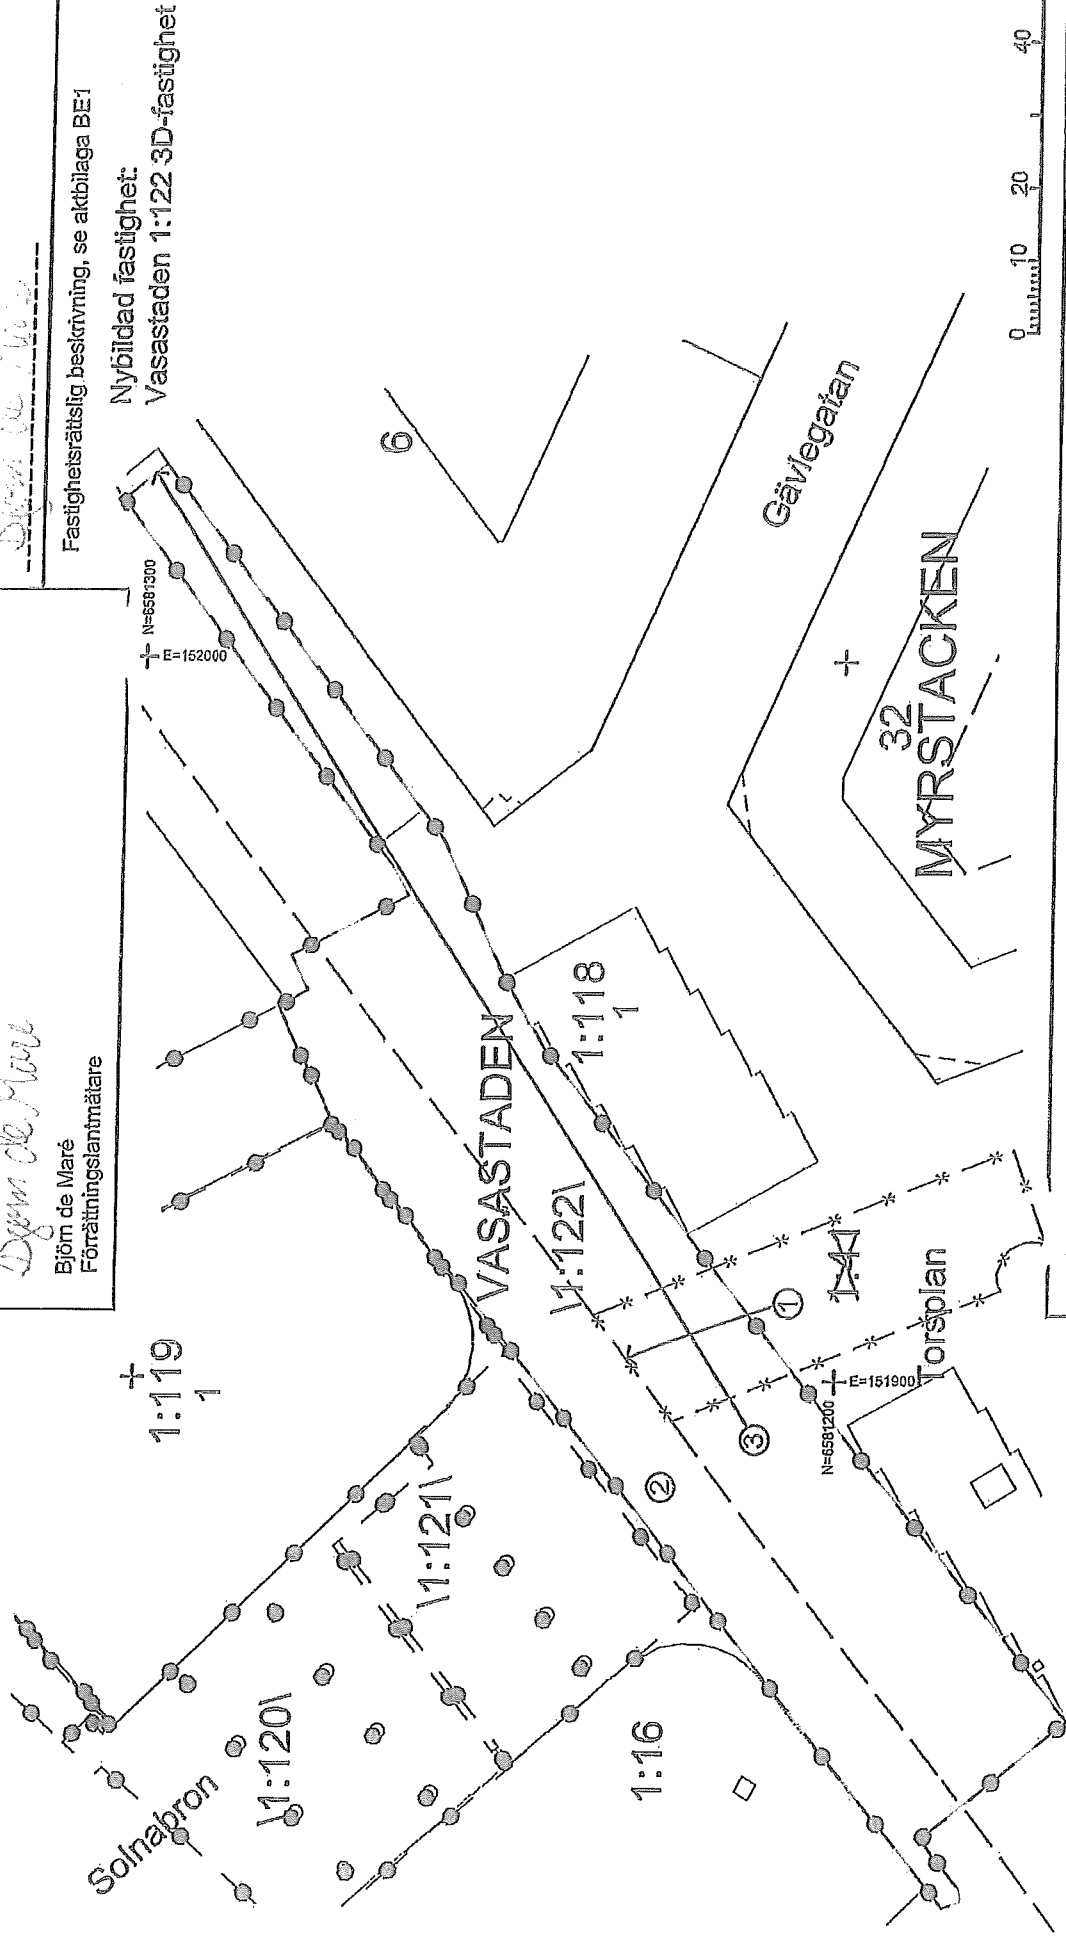 Björn de Maré
Förrättningslantmätare
Fastighetsrättslig beskrivning, se aktbilaga BE1
Nybildad fastighet:
Vasastaden 1:122 3D-fastighet
Solnabron
1:119
1
\1:120\
\1:121\
1:16
N=6581300
E=152000
VASASTADEN
\1:122\
1:118
1
6
Gävlegatan
32
MYRSTACKEN
1
2
3
1:41
Torsplan
N=6581200
E=151900
0 10 20 40